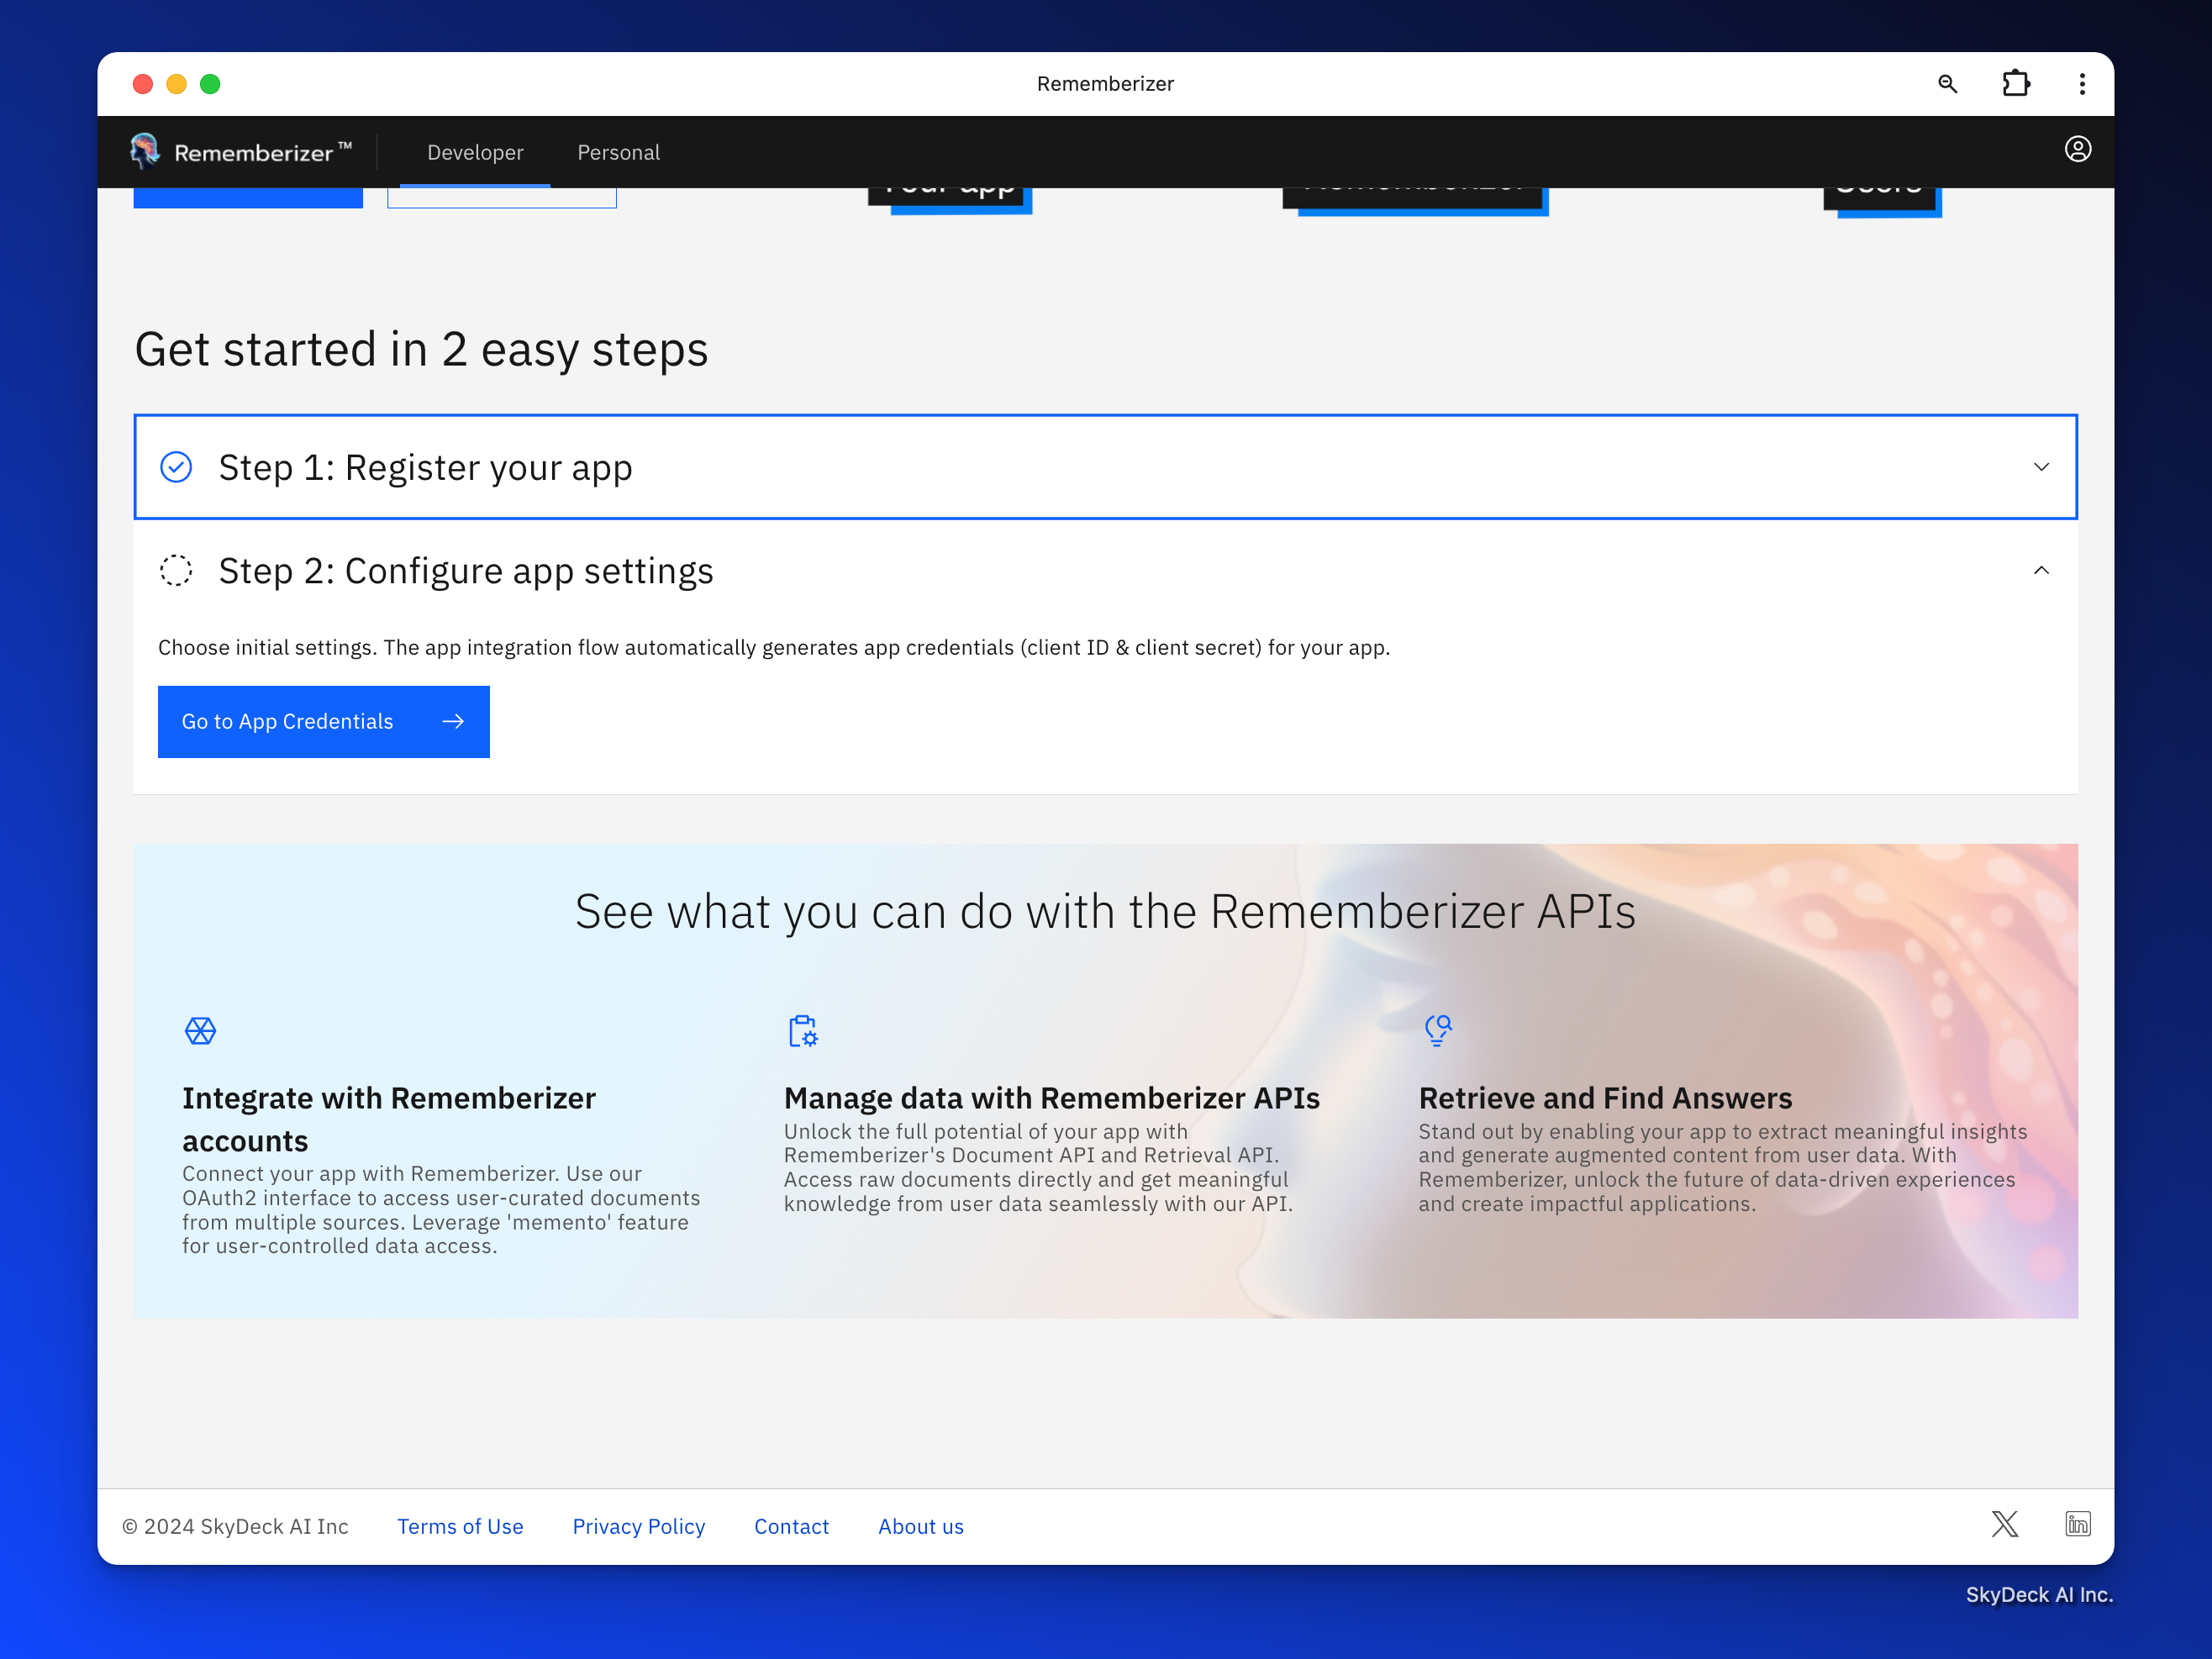 Rememberizer
Rememberizer™
Developer
Personal
Your app
Rememberizer
Users
Get started in 2 easy steps
Step 1: Register your app
Step 2: Configure app settings
Choose initial settings. The app integration flow automatically generates app credentials (client ID & client secret) for your app.
Go to App Credentials
See what you can do with the Rememberizer APIs
Integrate with Rememberizer
accounts
Connect your app with Rememberizer. Use our
OAuth2 interface to access user-curated documents
from multiple sources. Leverage 'memento' feature
for user-controlled data access.
Manage data with Rememberizer APIs
Unlock the full potential of your app with
Rememberizer's Document API and Retrieval API.
Access raw documents directly and get meaningful
knowledge from user data seamlessly with our API.
Retrieve and Find Answers
Stand out by enabling your app to extract meaningful insights
and generate augmented content from user data. With
Rememberizer, unlock the future of data-driven experiences
and create impactful applications.
© 2024 SkyDeck AI Inc
Terms of Use
Privacy Policy
Contact
About us
SkyDeck AI Inc.